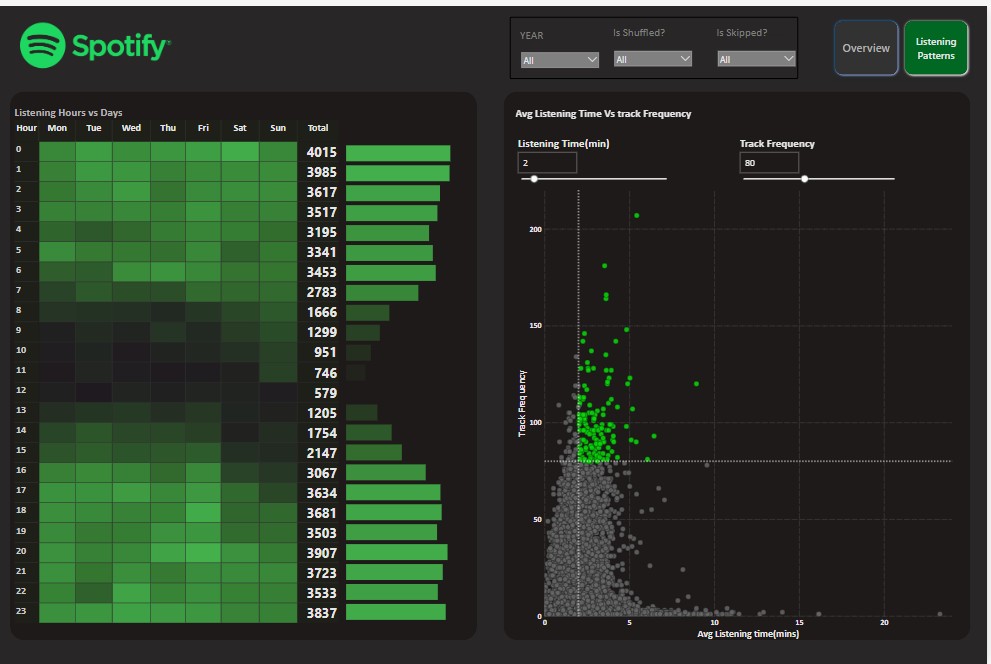 Spotify
YEAR
Is Shuffled?
Is Skipped?
All
All
All
Overview
Listening
Patterns
Listening Hours vs Days
Hour Mon Tue Wed Thu Fri Sat Sun Total
0 4015
1 3985
2 3617
3 3517
4 3195
5 3341
6 3453
7 2783
8 1666
9 1299
10 951
11 746
12 579
13 1205
14 1754
15 2147
16 3067
17 3634
18 3681
19 3503
20 3907
21 3723
22 3533
23 3837
Avg Listening Time Vs track Frequency
Listening Time(min)
2
Track Frequency
80
Track Frequency
200
150
100
50
0
0 5 10 15 20
Avg Listening time(mins)